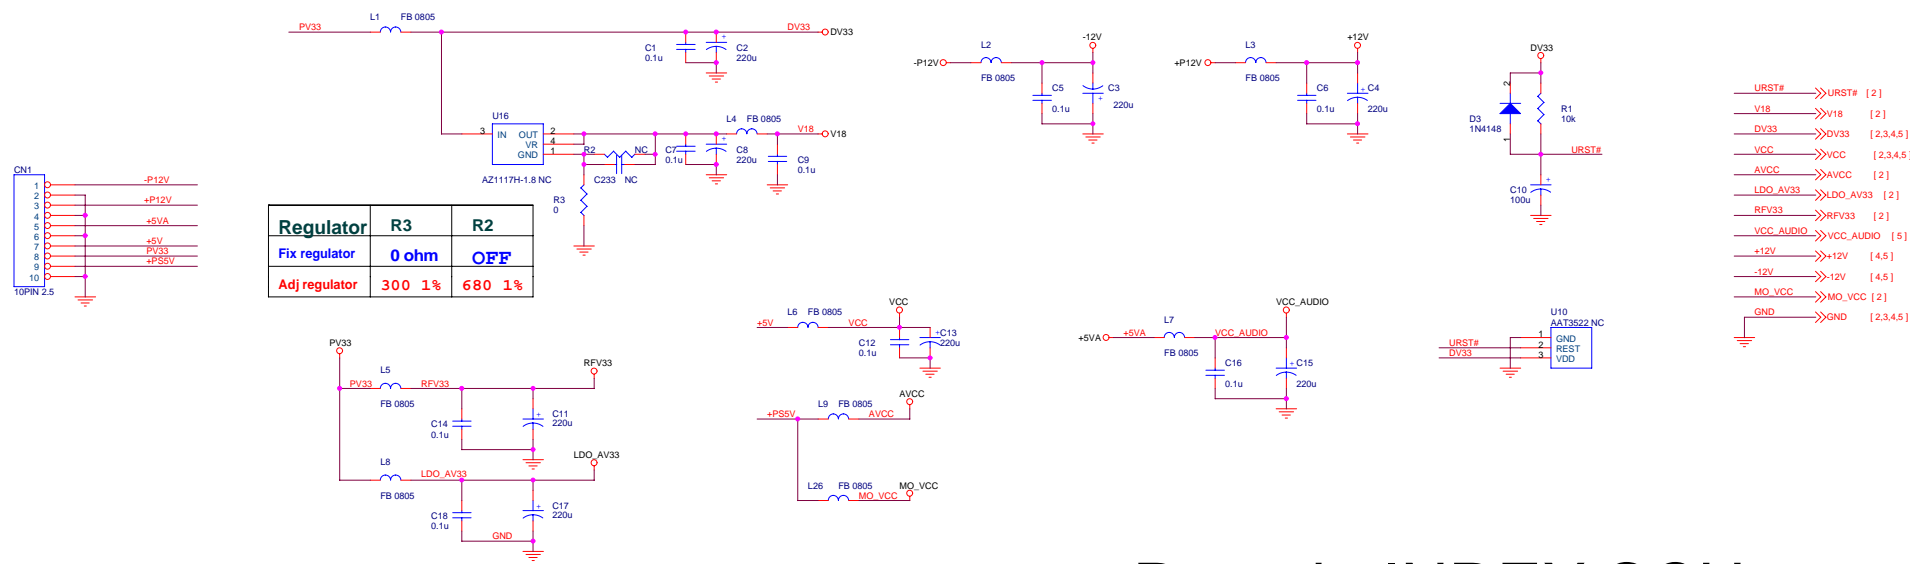 L1 FB 0805
PV33 DV33 DV33
C1 0.1u
C2 220u
+
U16
3 IN OUT 2
VR 4
GND 1
AZ1117H-1.8 NC
L4 FB 0805
V18 V18
R2 NC
C233 NC
C7 0.1u
C8 220u
+
C9 0.1u
R3 0
L2 FB 0805
-P12V -12V
C5 0.1u
C3 220u
+
L3 FB 0805
+P12V +12V
C6 0.1u
C4 220u
+
DV33
2
D3 1N4148
1
R1 10k
URST#
C10 100u
+
URST# URST# [ 2 ]
V18 V18 [ 2 ]
DV33 DV33 [ 2,3,4,5 ]
VCC VCC [ 2,3,4,5 ]
AVCC AVCC [ 2 ]
LDO_AV33 LDO_AV33 [ 2 ]
RFV33 RFV33 [ 2 ]
VCC_AUDIO VCC_AUDIO [ 5 ]
+12V +12V [ 4,5 ]
-12V -12V [ 4,5 ]
MO_VCC MO_VCC [ 2 ]
GND GND [ 2,3,4,5 ]
CN1
1 -P12V
2
3 +P12V
4
5 +5VA
6
7 +5V
8 PV33
9 +PS5V
10
10PIN 2.5
Regulator R3 R2
Fix regulator 0 ohm OFF
Adj regulator 300 1% 680 1%
PV33
L5 FB 0805
PV33 RFV33 RFV33
C14 0.1u
C11 220u
+
L8 FB 0805
LDO_AV33 LDO_AV33
C18 0.1u
C17 220u
+
GND
L6 FB 0805
+5V VCC VCC
C12 0.1u
+C13 220u
L9 FB 0805
+PS5V AVCC AVCC
L26 FB 0805
MO_VCC MO_VCC
VCC_AUDIO
L7 FB 0805
+5VA +5VA VCC_AUDIO
C16 0.1u
+ C15 220u
U10
AAT3522 NC
1 GND
URST# 2 REST
DV33 3 VDD